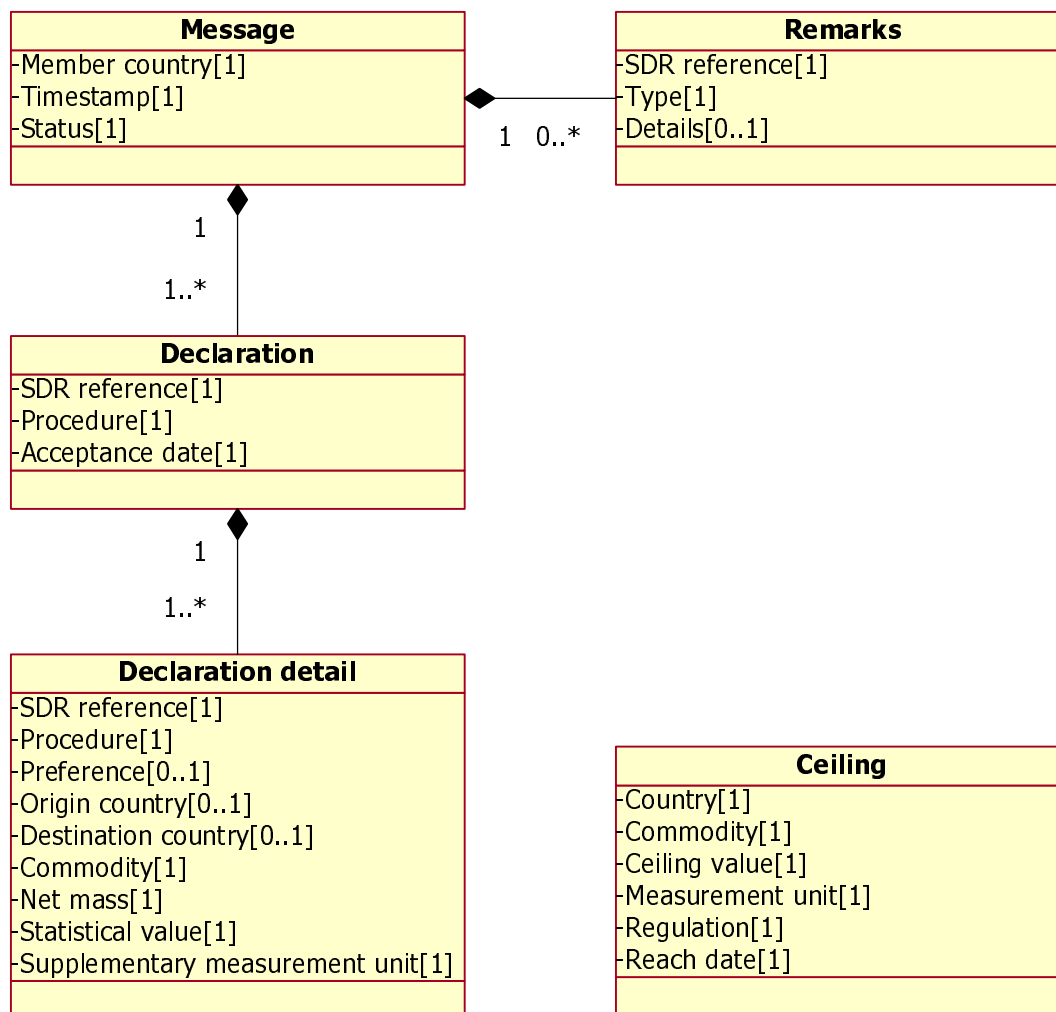 Message
-Member country[1]
-Timestamp[1]
-Status[1]
Remarks
-SDR reference[1]
-Type[1]
-Details[0..1]
1 0..*
1
1..*
Declaration
-SDR reference[1]
-Procedure[1]
-Acceptance date[1]
1
1..*
Declaration detail
-SDR reference[1]
-Procedure[1]
-Preference[0..1]
-Origin country[0..1]
-Destination country[0..1]
-Commodity[1]
-Net mass[1]
-Statistical value[1]
-Supplementary measurement unit[1]
Ceiling
-Country[1]
-Commodity[1]
-Ceiling value[1]
-Measurement unit[1]
-Regulation[1]
-Reach date[1]